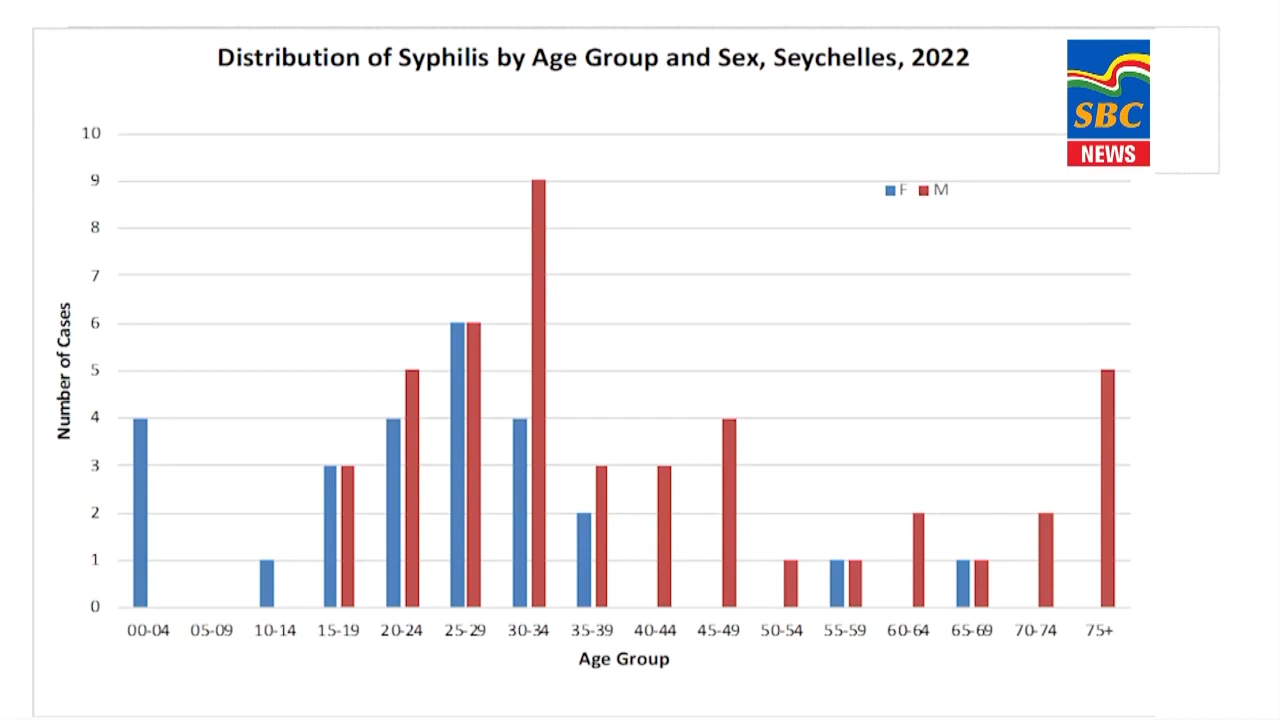 Distribution of Syphilis by Age Group and Sex, Seychelles, 2022
SBC
NEWS
10
9
F M
8
7
6
5
4
3
2
1
0
Number of Cases
00-04 05-09 10-14 15-19 20-24 25-29 30-34 35-39 40-44 45-49 50-54 55-59 60-64 65-69 70-74 75+
Age Group